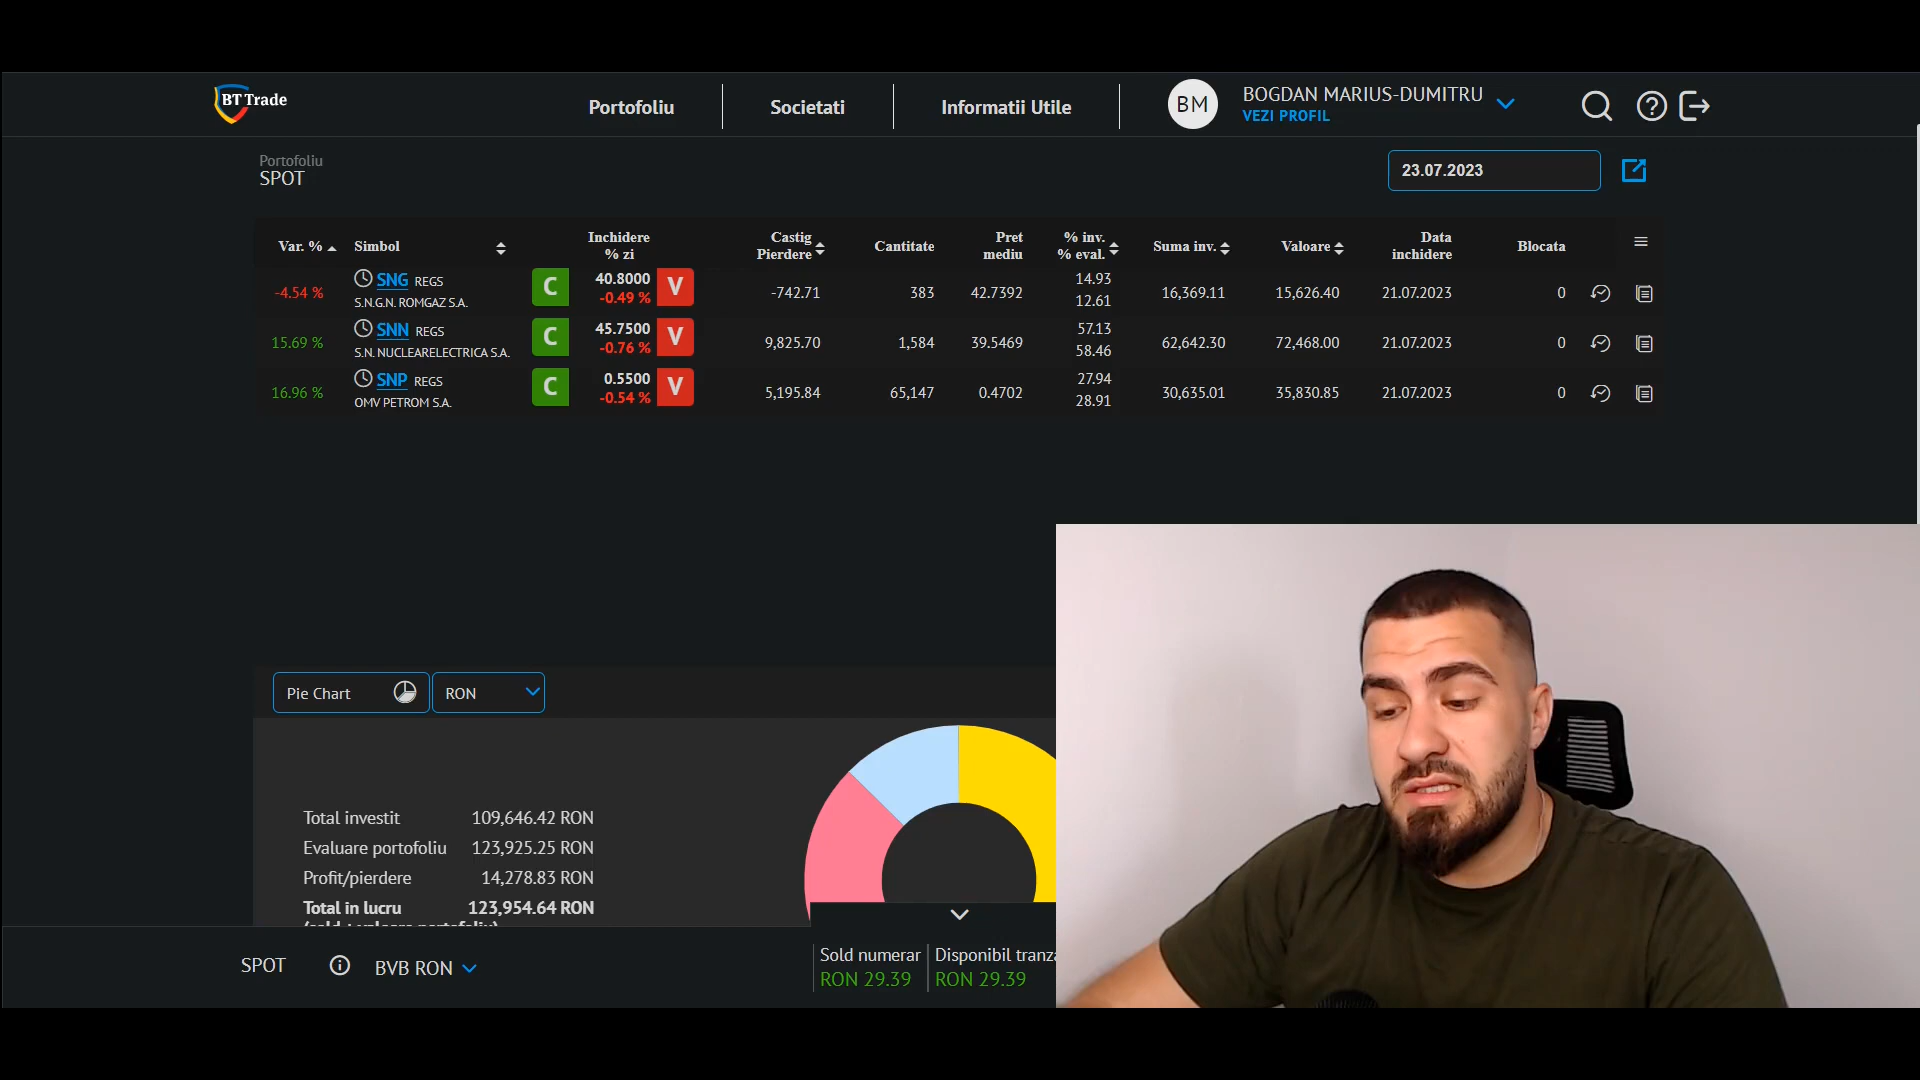 BT Trade
Portofoliu
Societati
Informatii Utile
BM
BOGDAN MARIUS-DUMITRU
VEZI PROFIL
Portofoliu
SPOT
23.07.2023
Var. % Simbol Inchidere % zi Castig Pierdere Cantitate Pret mediu % inv. % eval. Suma inv. Valoare Data inchidere Blocata
-4.54 % SNG REGS C 40.8000 V -742.71 383 42.7392 14.93 16,369.11 15,626.40 21.07.2023 0
S.N.G.N. ROMGAZ S.A. -0.49 % 12.61
15.69 % SNN REGS C 45.7500 V 9,825.70 1,584 39.5469 57.13 62,642.30 72,468.00 21.07.2023 0
S.N. NUCLEARELECTRICA S.A. -0.76 % 58.46
16.96 % SNP REGS C 0.5500 V 5,195.84 65,147 0.4702 27.94 30,635.01 35,830.85 21.07.2023 0
OMV PETROM S.A. -0.54 % 28.91
Pie Chart RON
Total investit 109,646.42 RON
Evaluare portofoliu 123,925.25 RON
Profit/pierdere 14,278.83 RON
Total in lucru 123,954.64 RON
SPOT
BVB RON
Sold numerar
RON 29.39
Disponibil tranza
RON 29.39